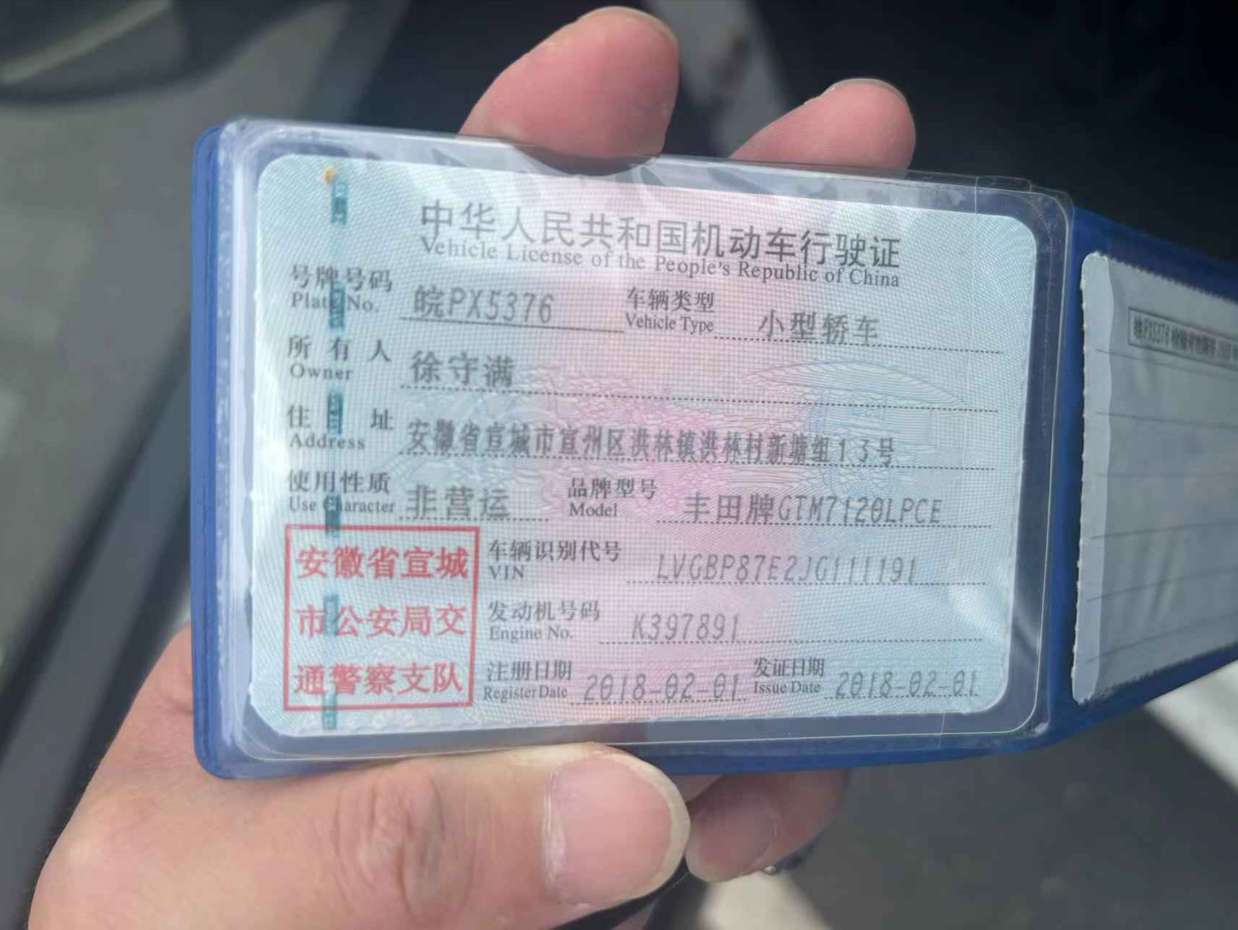 中华人民共和国机动车行驶证
Vehicle License of the People's Republic of China
号牌号码 皖PX5376 车辆类型 小型轿车
Plate No. Vehicle Type
所有人 徐守满
Owner
住址 安徽省宣城市宣州区洪林镇洪林村新塘组13号
Address
使用性质 非营运 品牌型号 丰田牌GTM7120LPCE
Use Character Model
安徽省宣城
市公安局交
通警察支队
车辆识别代号 LVGBP87E2JG111191
VIN
发动机号码 K397891
Engine No.
注册日期 2018-02-01 发证日期 2018-02-01
Register Date Issue Date